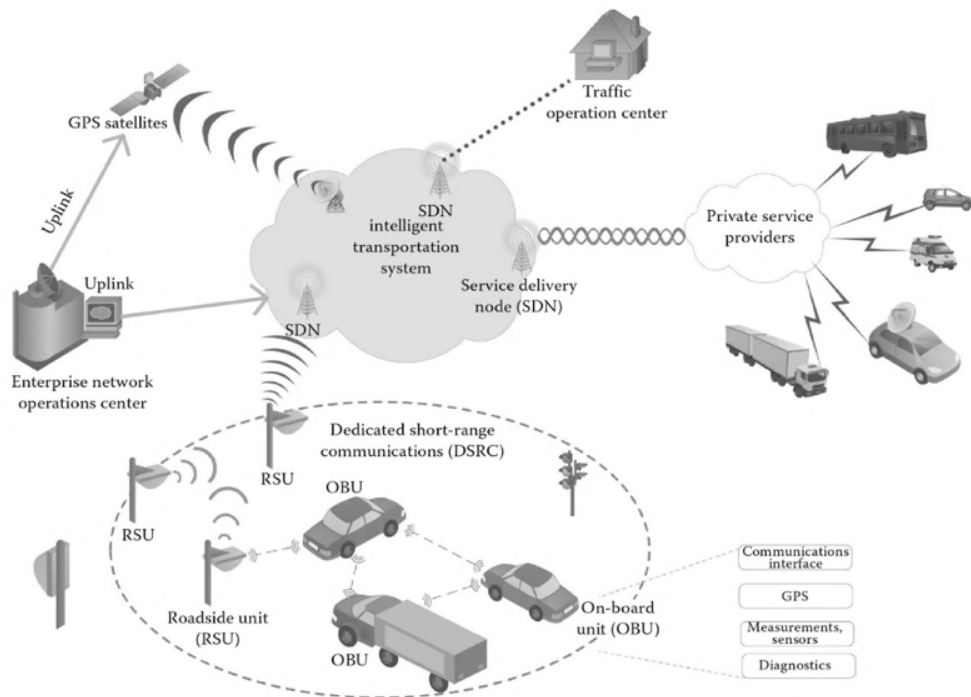 Traffic
operation center
GPS satellites
Uplink
SDN
intelligent
transportation
system
Private service
providers
Uplink
SDN
Service delivery
node (SDN)
Enterprise network
operations center
Dedicated short-range
communications (DSRC)
RSU
OBU
RSU
Roadside unit
(RSU)
OBU
On-board
unit (OBU)
Communications
interface
GPS
Measurements,
sensors
Diagnostics